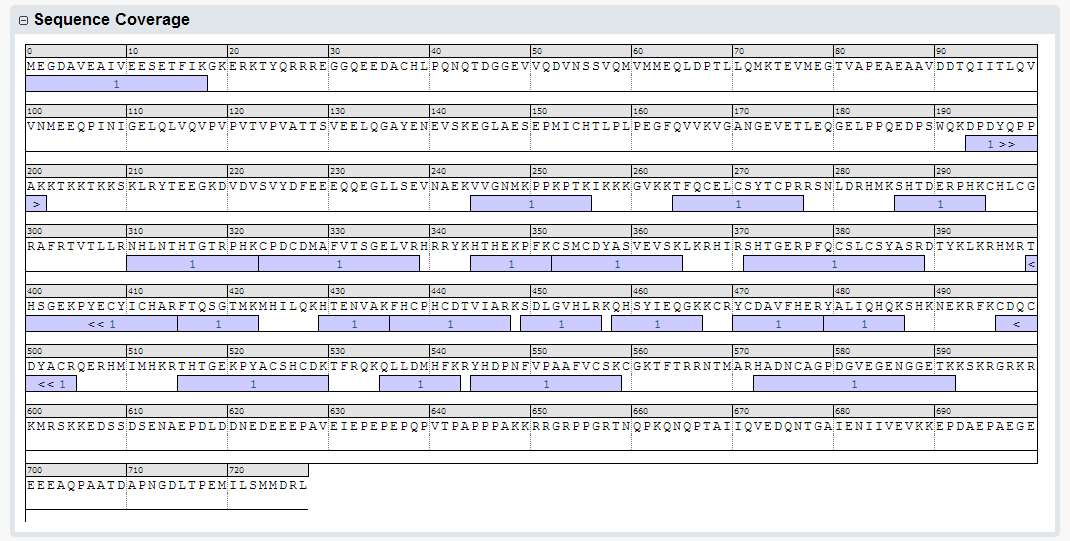 Sequence Coverage
0 10 20 30 40 50 60 70 80 90
MEGDAVEAIVEESETFIKGKERKTYQRRREGGQEEDACHLPQNQTDGGEVVQDVNSSVQMVMMEQLDPTLLQMKTEVMEGTVAPEAEAAVDDTQIITLQV
1
100 110 120 130 140 150 160 170 180 190
VNMEEQPINIGELQLVQVPVPVTVPVATTSVEELQGAYENEVSKEGLAESEPMICHTLPLPEGFQVVKVGANGEVETLEQGELPPQEDPSWQKDPDYQPP
1 >>
200 210 220 230 240 250 260 270 280 290
AKKTKKTKKSKLRYTEEGKDVDVSVYDFEEEQQEGLLSEVNAEKVVGNMKPPKPTKIKKKGVKKTFQCELCSYTCPRRSNLDRHMKSHTDERPHKCHLCG
> 1 1 1
300 310 320 330 340 350 360 370 380 390
RAFRTVTLLRNHLNTHTGTRPHKCPDCDMAFVTSGELVRHRRYKHTHEKPFKCSMCDYASVEVSKLKRHIRSHTGERPFQCSLCSYASRDTYKLKRHMRT
1 1 1 1 1 <
400 410 420 430 440 450 460 470 480 490
HSGEKPYECYICHARFTQSGTMKMHILQKHTENVAKFHCPHCDTVIARKSDLGVHLRKQHSYIEQGKKCRYCDAVFHERYALIQHQKSHKNEKRFKCDQC
<< 1 1 1 1 1 1 1 1 <
500 510 520 530 540 550 560 570 580 590
DYACRQERHMIMHKRTHTGEKPYACSHCDKTFRQKQLLDMHFKRYHDPNFVPAAFVCSKCGKTFTRRNTMARHADNCAGPDGVEGENGGETKKSKRGRKR
<< 1 1 1 1 1
600 610 620 630 640 650 660 670 680 690
KMRSKKEDSSDSENAEPDLDDNEDEEEPAVEIEPEPEPQPVTPAPPPAKKRRGRPPGRTNQPKQNQPTAIIQVEDQNTGAIENIIVEVKKEPDAEPAEGE
700 710 720
EEEAQPAATDAPNGDLTPEMILSMMDRL